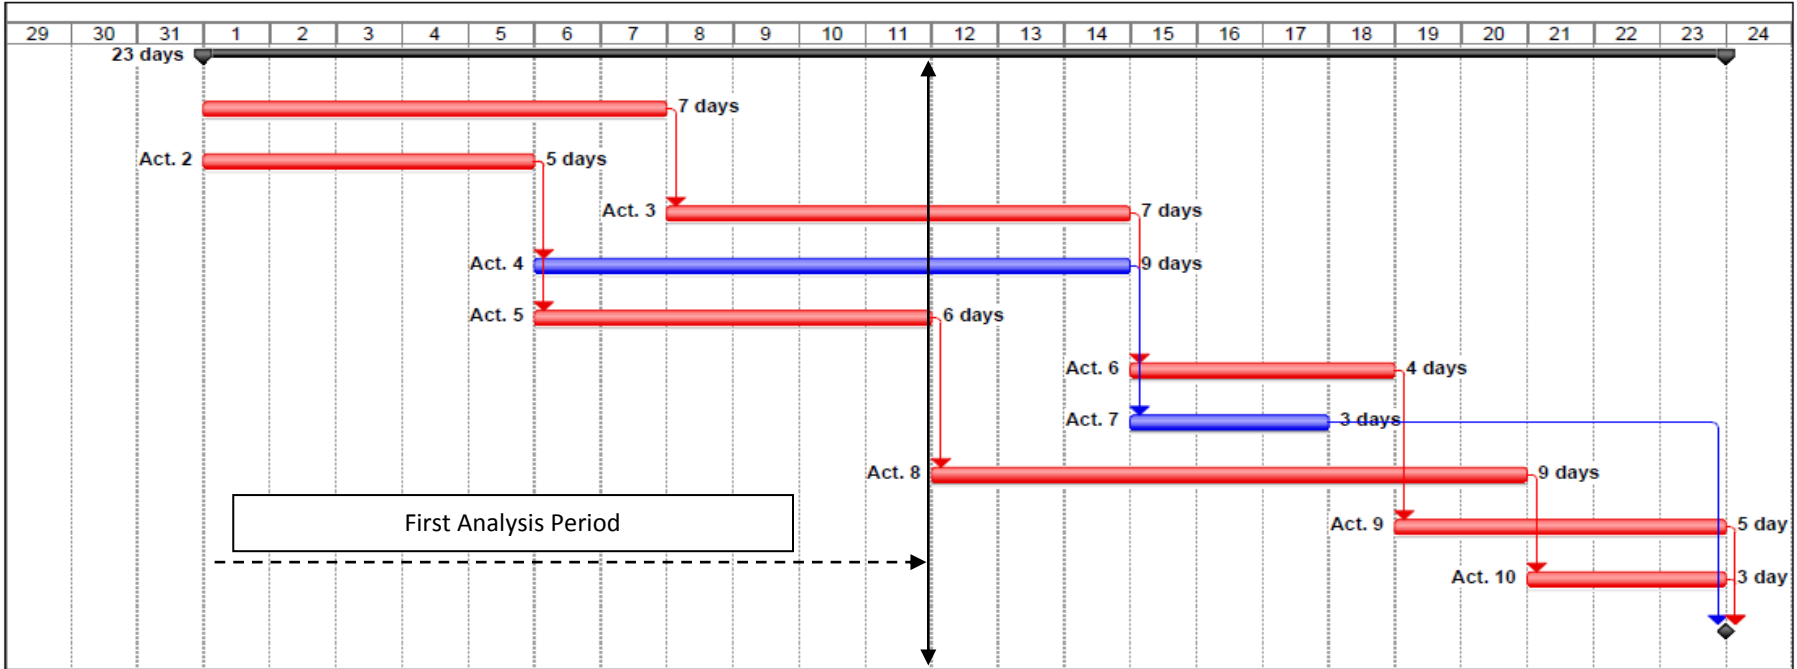 29 30 31 1 2 3 4 5 6 7 8 9 10 11 12 13 14 15 16 17 18 19 20 21 22 23 24
23 days
7 days
Act. 2 5 days
Act. 3 7 days
Act. 4 9 days
Act. 5 6 days
Act. 6 4 days
Act. 7 3 days
Act. 8 9 days
First Analysis Period
Act. 9 5 day
Act. 10 3 day